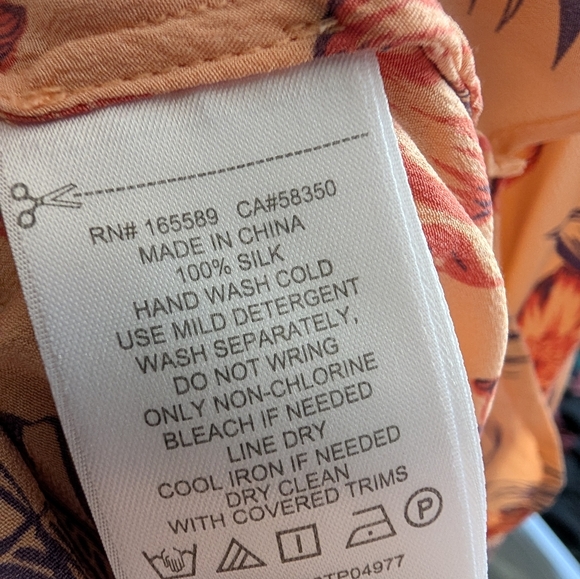 RN# 165589 CA#58350
MADE IN CHINA
100% SILK
HAND WASH COLD
USE MILD DETERGENT
WASH SEPARATELY,
DO NOT WRING
ONLY NON-CHLORINE
BLEACH IF NEEDED
LINE DRY
COOL IRON IF NEEDED
DRY CLEAN
WITH COVERED TRIMS
P